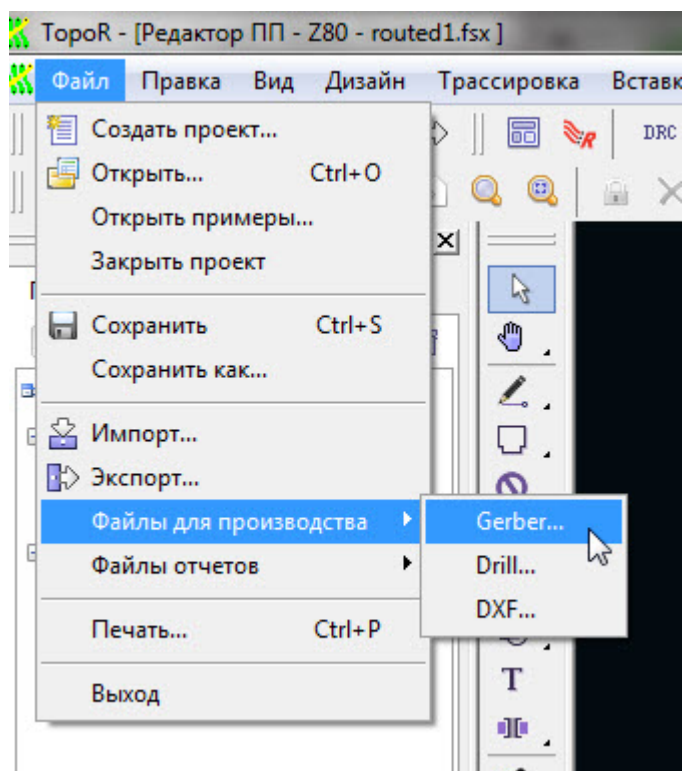 TopoR - [Редактор ПП - Z80 - routed1.fsx ]
Файл Правка Вид Дизайн Трассировка
DRC
Создать проект...
Открыть... Ctrl+O
Открыть примеры...
Закрыть проект
Сохранить Ctrl+S
Сохранить как...
Импорт...
Экспорт...
Файлы для производства
Gerber...
Файлы отчетов
Drill...
DXF...
Печать... Ctrl+P
Выход